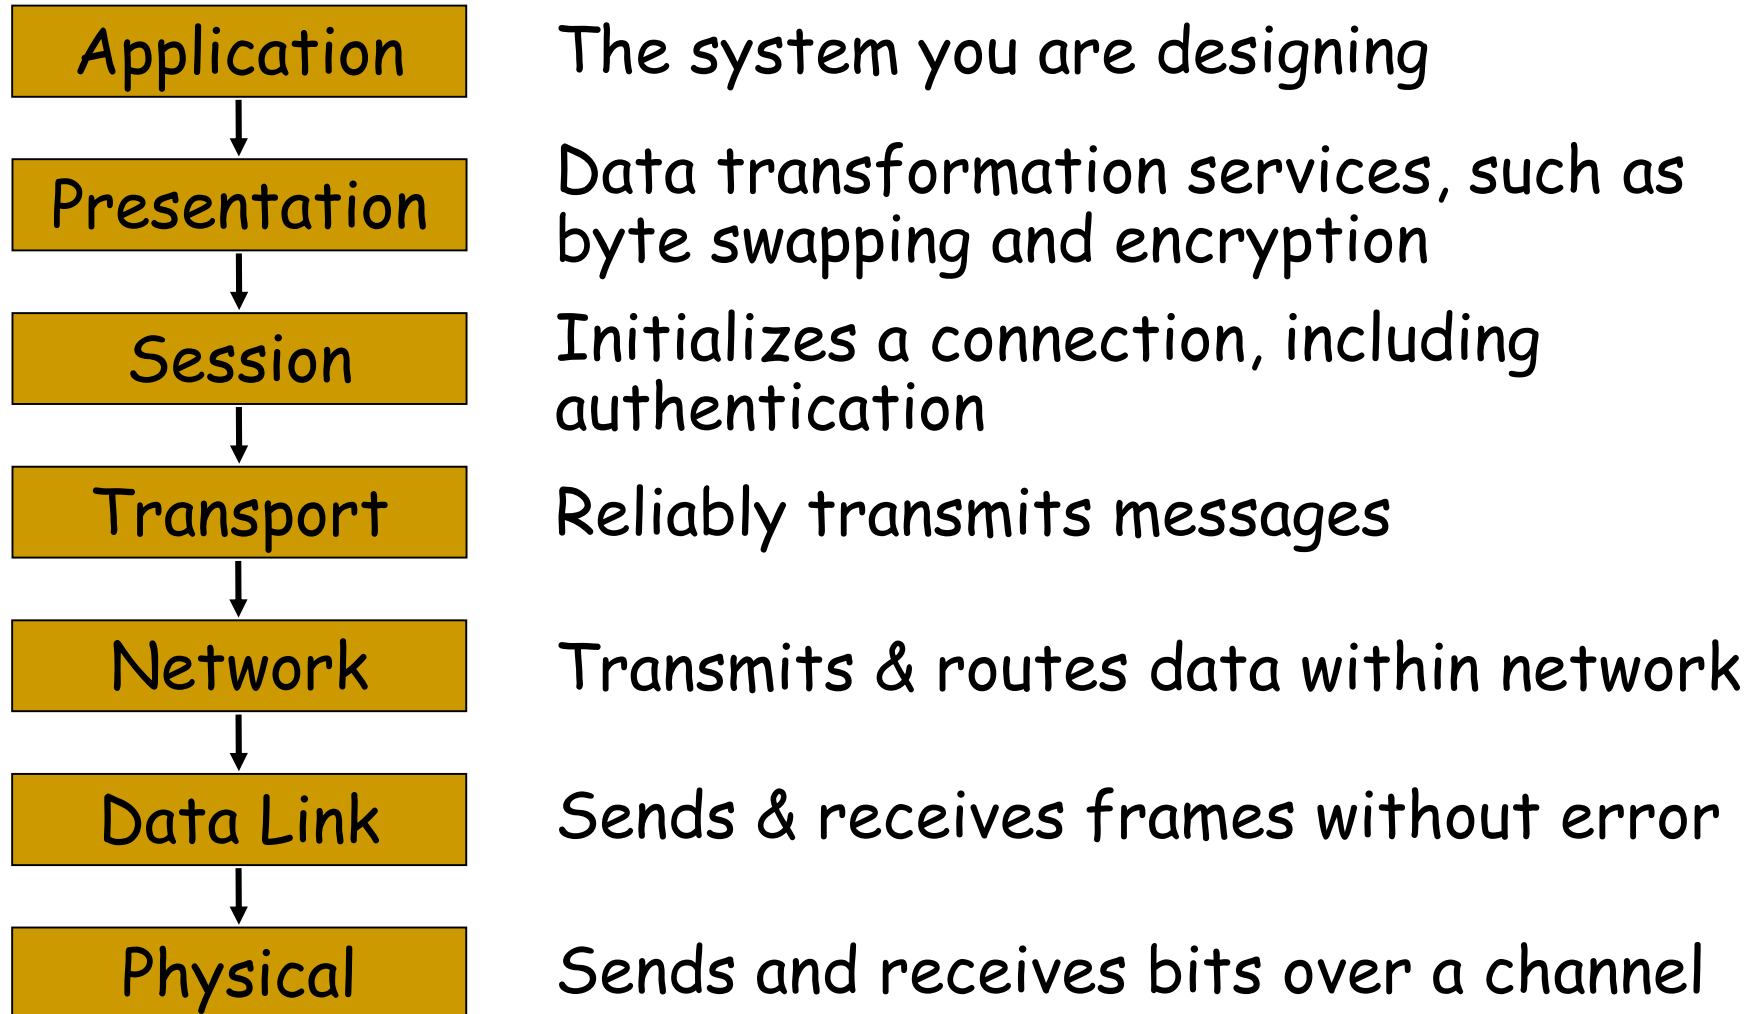 Application
The system you are designing
Presentation
Data transformation services, such as
byte swapping and encryption
Session
Initializes a connection, including
authentication
Transport
Reliably transmits messages
Network
Transmits & routes data within network
Data Link
Sends & receives frames without error
Physical
Sends and receives bits over a channel